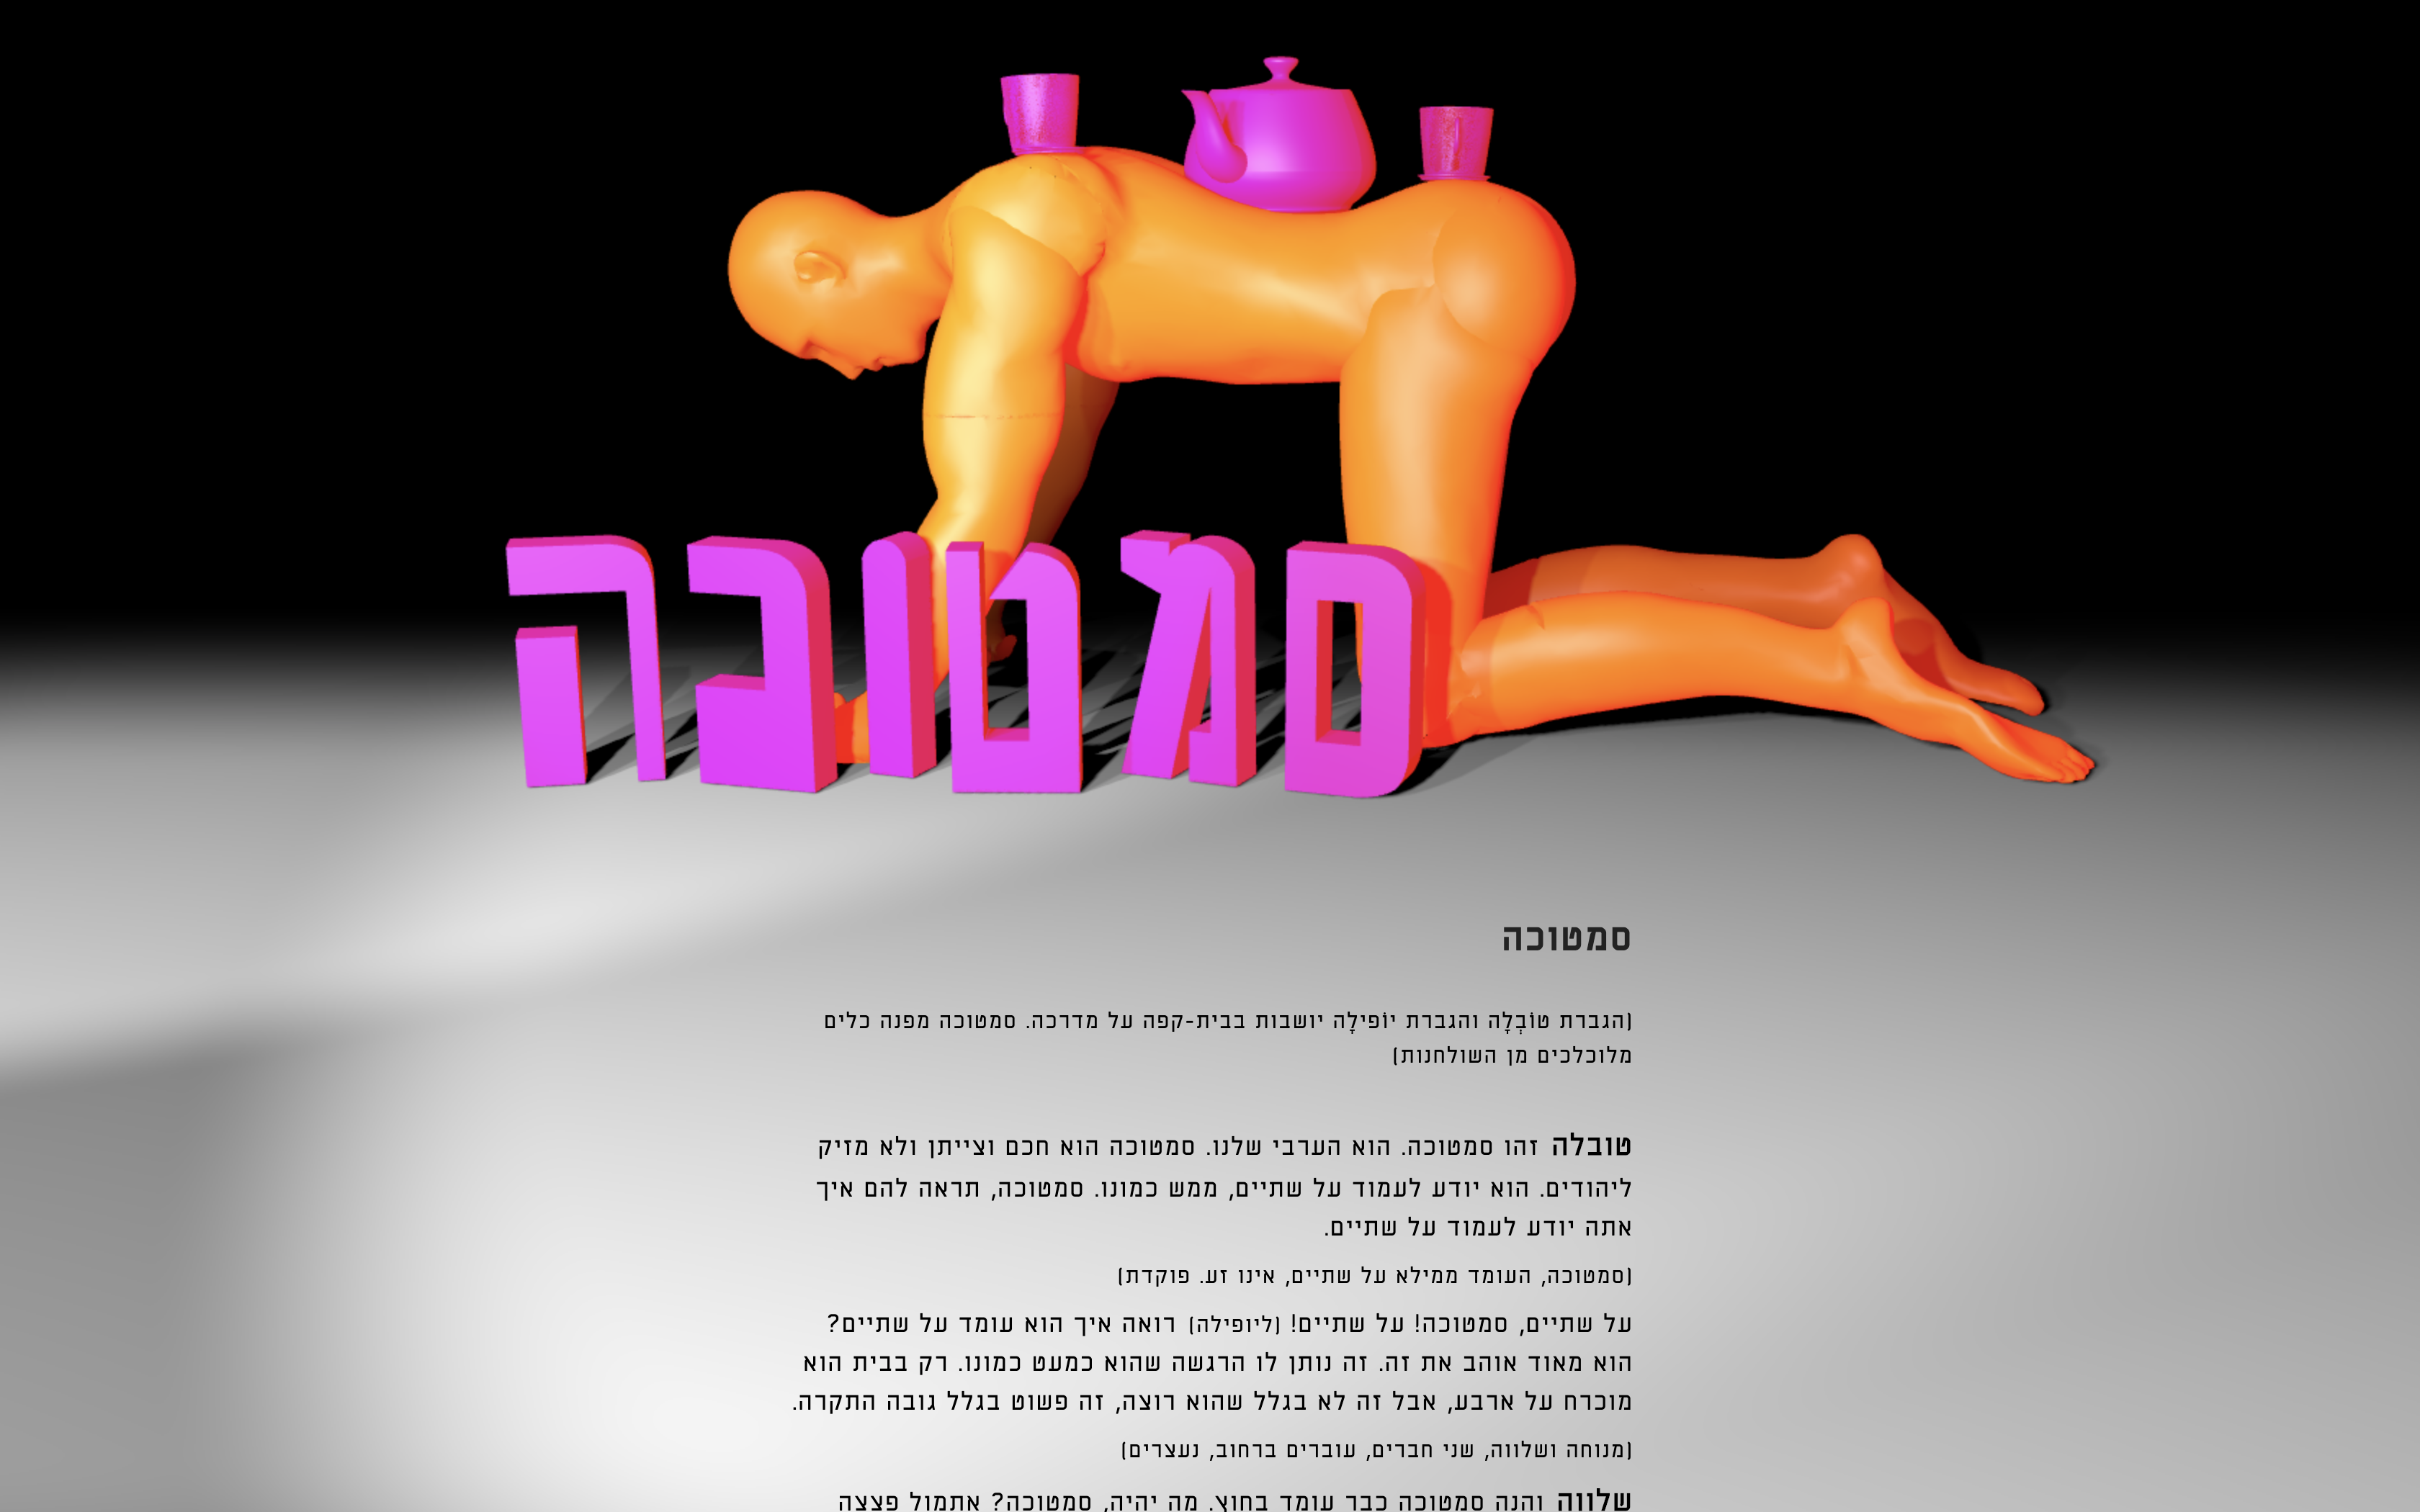 סמטוכה
סמטוכה
(הגברת טוֹבְלָה והגברת יוֹפילָה יושבות בבית-קפה על מדרכה. סמטוכה מפנה כלים
מלוכלכים מן השולחנות)
טובלה זהו סמטוכה. הוא הערבי שלנו. סמטוכה הוא חכם וצייתן ולא מזיק
ליהודים. הוא יודע לעמוד על שתיים, ממש כמונו. סמטוכה, תראה להם איך
אתה יודע לעמוד על שתיים.
(סמטוכה, העומד ממילא על שתיים, אינו זע. פוקדת)
על שתיים, סמטוכה! על שתיים! (ליופילה) רואה איך הוא עומד על שתיים?
הוא מאוד אוהב את זה. זה נותן לו הרגשה שהוא כמעט כמונו. רק בבית הוא
מוכרח על ארבע, אבל זה לא בגלל שהוא רוצה, זה פשוט בגלל גובה התקרה.
(מנוחה ושלווה, שני חברים, עוברים ברחוב, נעצרים)
שלווה והנה סמטוכה כבר עומד בחוץ. מה יהיה, סמטוכה? אתמול פצצה